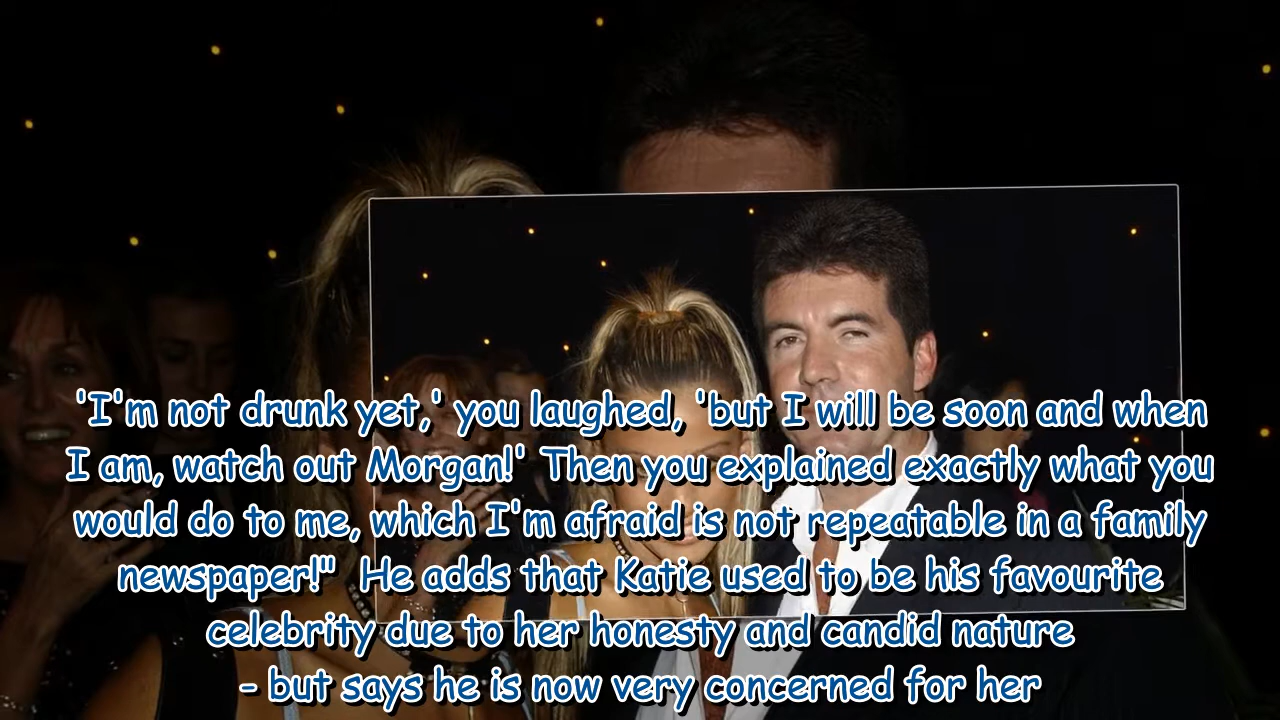 'I'm not drunk yet,' you laughed, 'but I will be soon and when
I am, watch out Morgan!' Then you explained exactly what you
would do to me, which I'm afraid is not repeatable in a family
newspaper!"  He adds that Katie used to be his favourite
celebrity due to her honesty and candid nature
- but says he is now very concerned for her